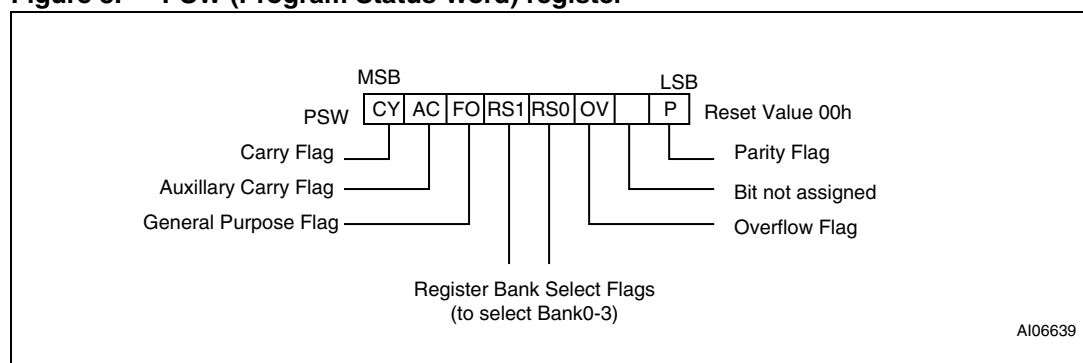 MSB
LSB
PSW CY AC FO RS1 RS0 OV P Reset Value 00h
Carry Flag
Parity Flag
Auxillary Carry Flag
Bit not assigned
General Purpose Flag
Overflow Flag
Register Bank Select Flags
(to select Bank0-3)
AI06639